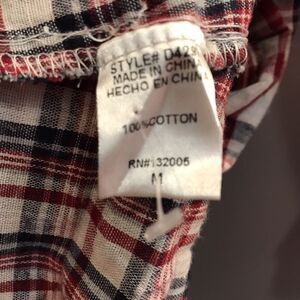 STYLE# D429
MADE IN CHINA
HECHO EN CHINA
100%COTTON
RN#132005
M